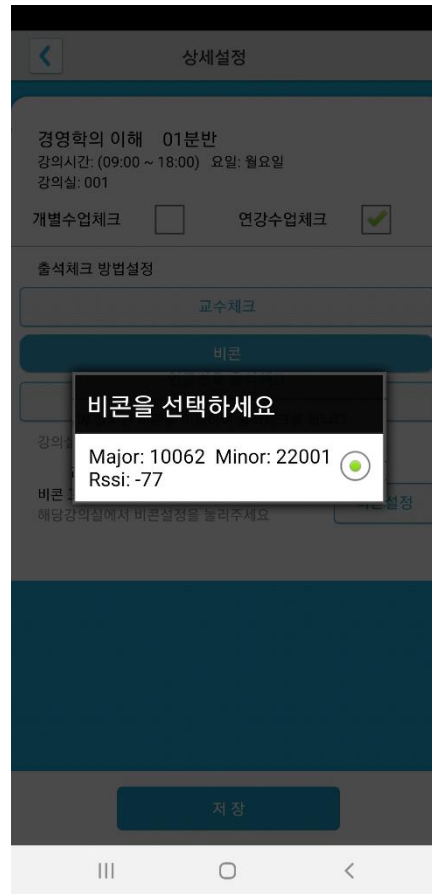 상세설정
경영학의 이해 01분반
강의시간: (09:00 ~ 18:00) 요일: 월요일
강의실: 001
개별수업체크 연강수업체크
출석체크 방법설정
교수체크
비콘
비콘을 선택하세요
Major: 10062 Minor: 22001
Rssi: -77
비콘
해당강의실에서 비콘설정을 눌러주세요
저장